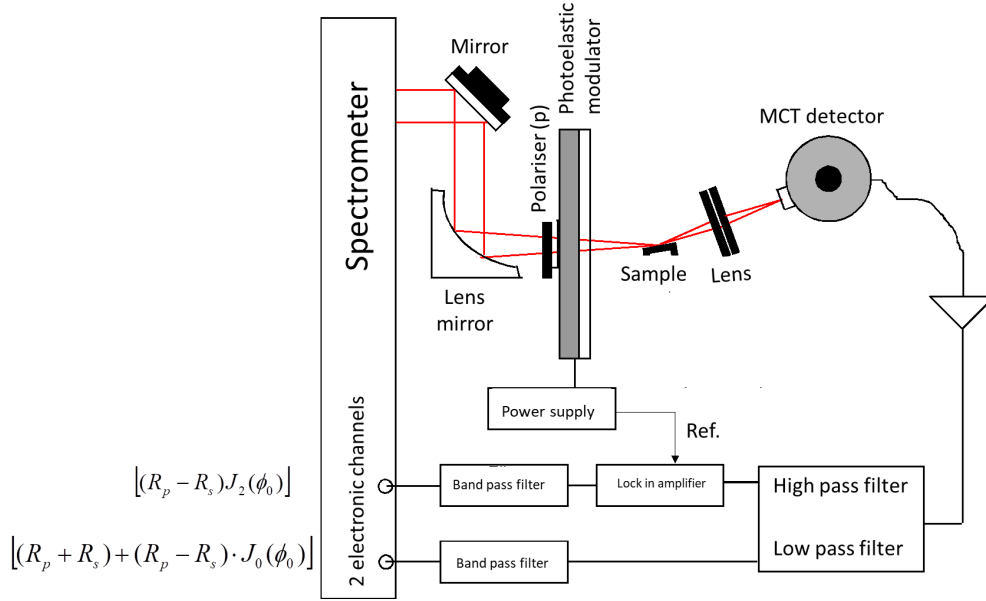 Mirror
Photoelastic
modulator
MCT detector
Polariser (p)
Spectrometer
Sample
Lens
Lens
mirror
Power supply
Ref.
2 electronic channels
⌊(R_p − R_s)J_2(ϕ_0)⌋
Band pass filter
Lock in amplifier
High pass filter
⌊(R_p + R_s) + (R_p − R_s)·J_0(ϕ_0)⌋
Band pass filter
Low pass filter